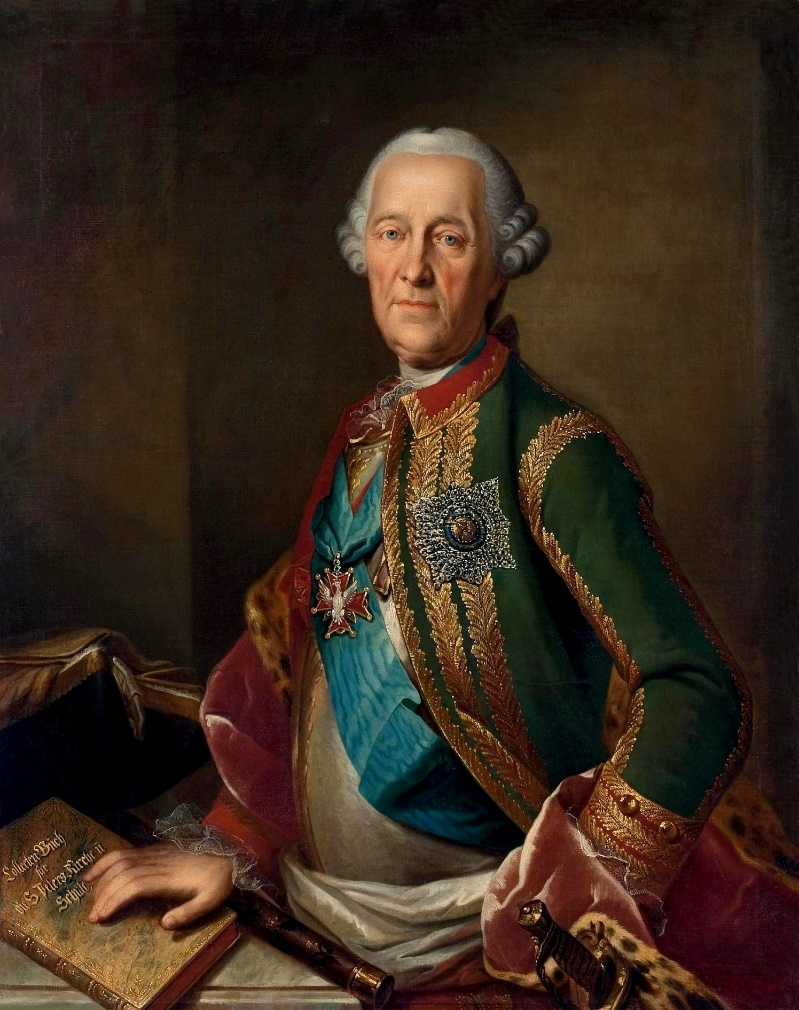 Collecten-Buch
für
die S. Peters Kirche n
Schule